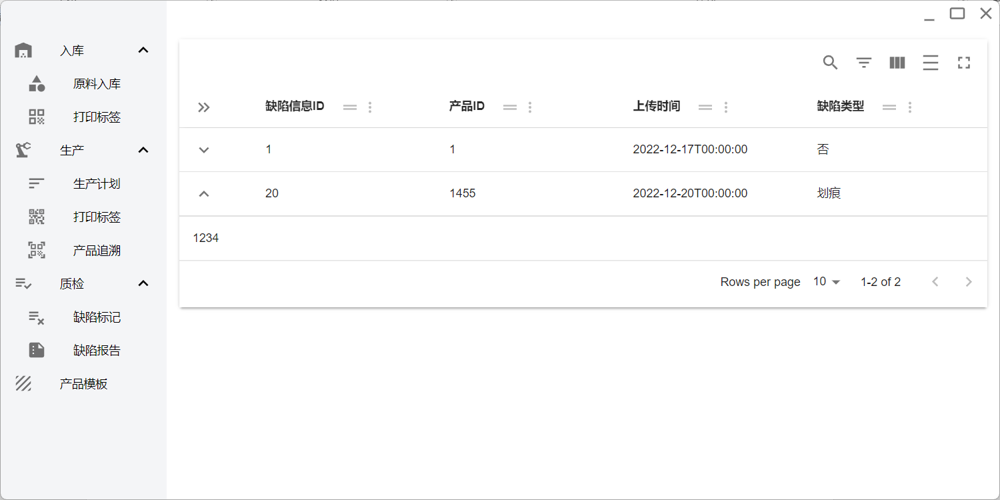 入库
原料入库
打印标签
生产
生产计划
打印标签
产品追溯
质检
缺陷标记
缺陷报告
产品模板
缺陷信息ID 产品ID 上传时间 缺陷类型
1 1 2022-12-17T00:00:00 否
20 1455 2022-12-20T00:00:00 划痕
1234
Rows per page 10 1-2 of 2